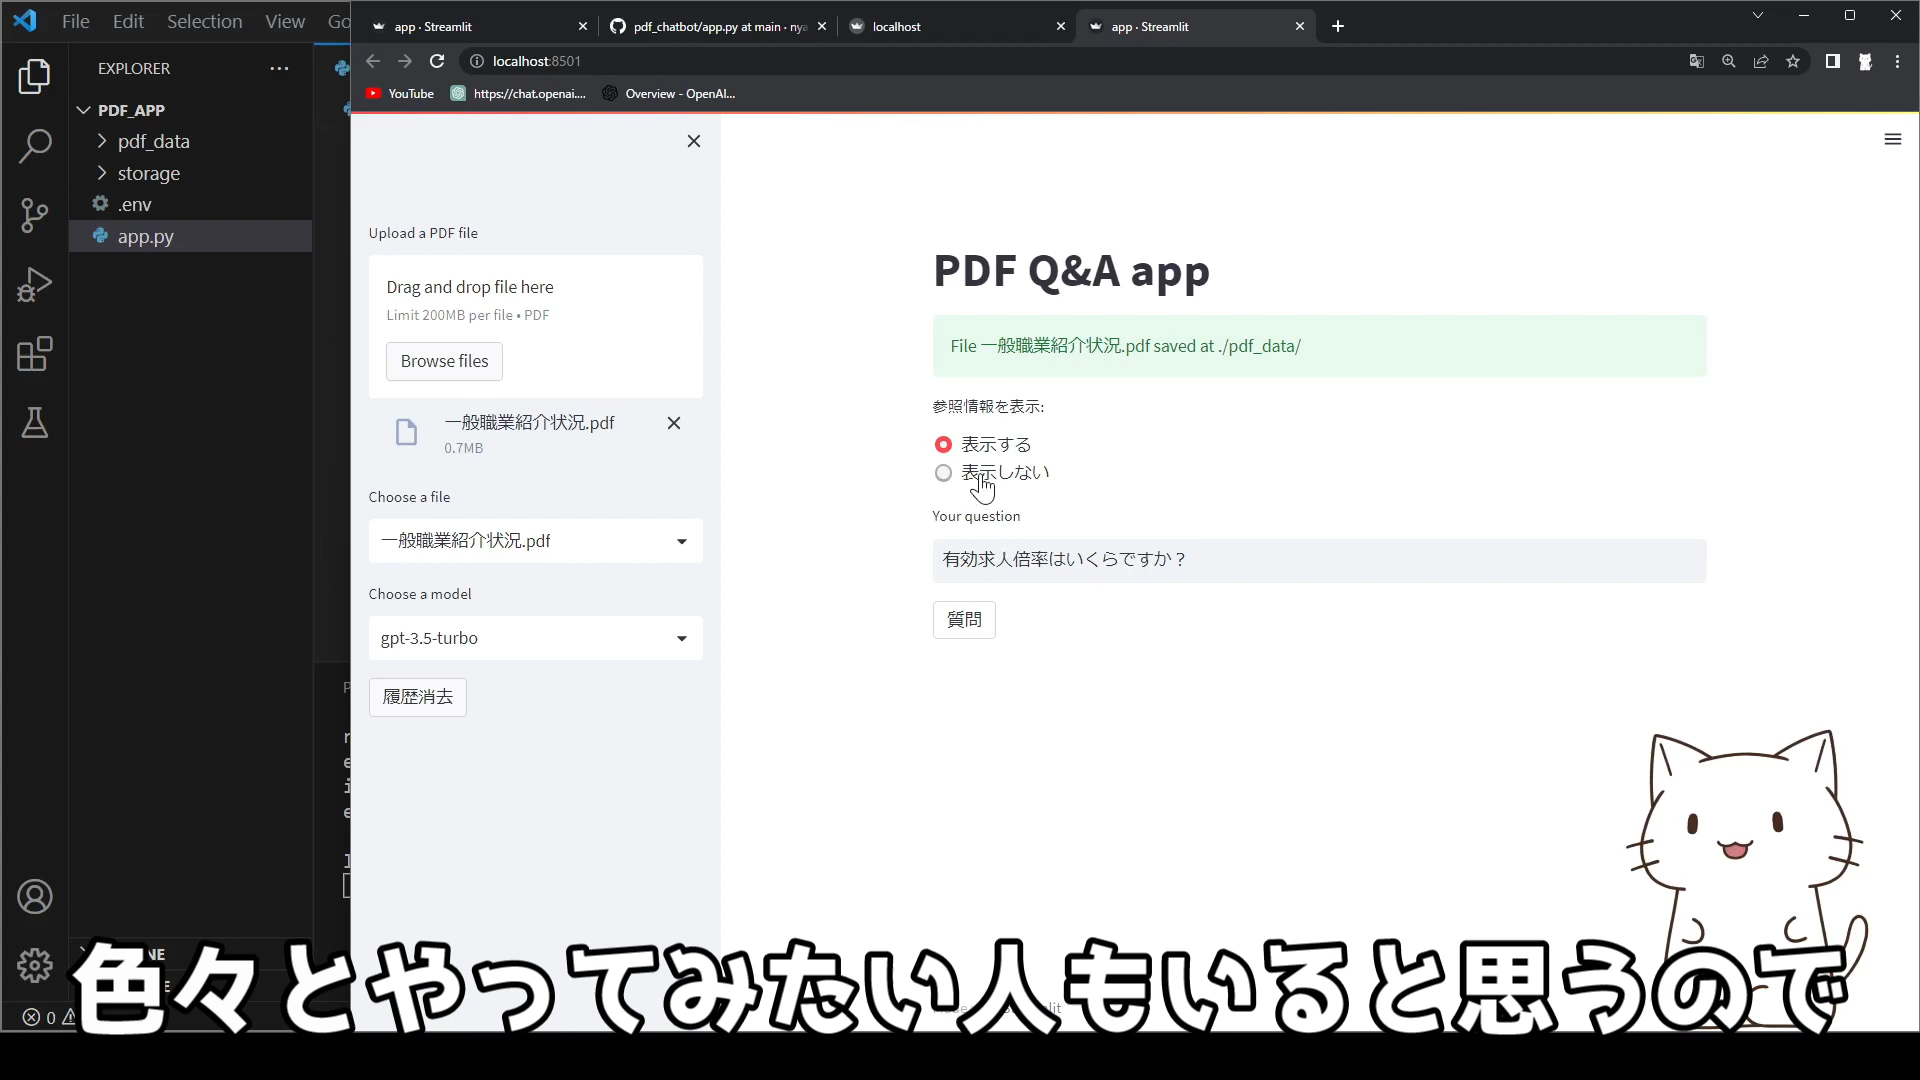 File Edit Selection View Go
app · Streamlit
pdf_chatbot/app.py at main · nya
localhost
app · Streamlit
localhost:8501
YouTube
https://chat.openai....
Overview - OpenAI...
EXPLORER
PDF_APP
pdf_data
storage
.env
app.py
Upload a PDF file
Drag and drop file here
Limit 200MB per file • PDF
Browse files
一般職業紹介状況.pdf
0.7MB
Choose a file
一般職業紹介状況.pdf
Choose a model
gpt-3.5-turbo
履歴消去
PDF Q&A app
File 一般職業紹介状況.pdf saved at ./pdf_data/
参照情報を表示:
表示する
表示しない
Your question
有効求人倍率はいくらですか？
質問
色々とやってみたい人もいると思うので
0